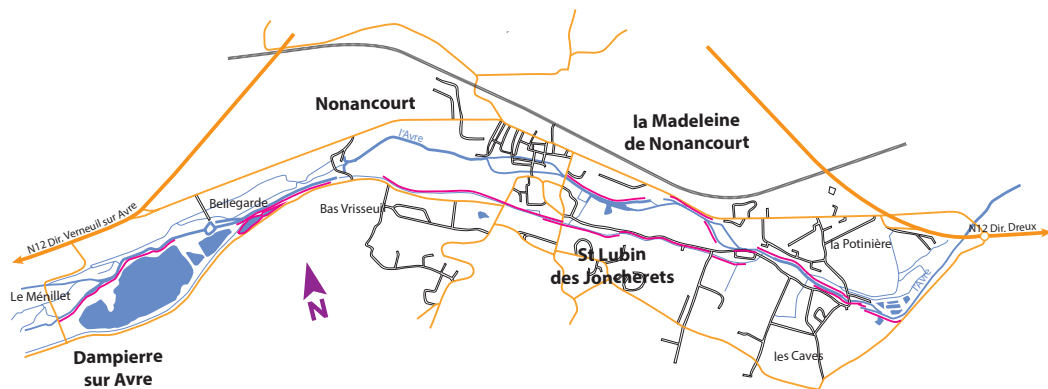 Nonancourt
la Madeleine
de Nonancourt
l'Avre
Bellegarde
Bas Vrisseuil
N12 Dir. Verneuil sur Avre
la Potinière
N12 Dir. Dreux
St Lubin
des Joncherets
l'Avre
Le Ménillet
N
les Caves
Dampierre
sur Avre